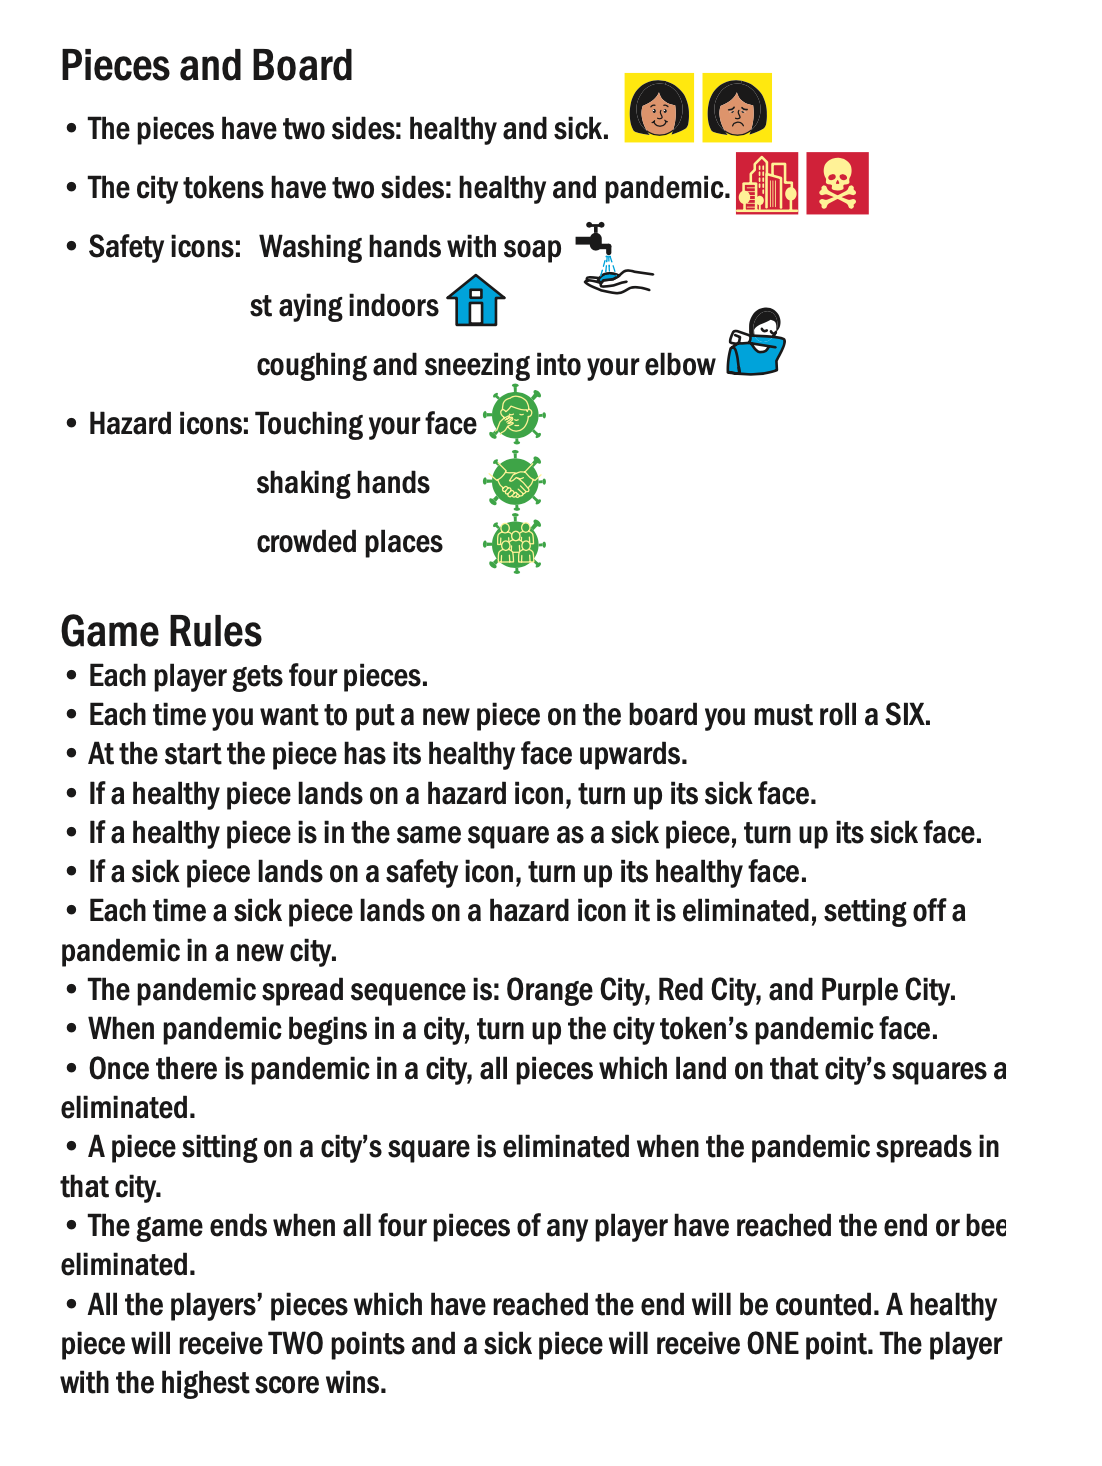 Pieces and Board
• The pieces have two sides: healthy and sick.
• The city tokens have two sides: healthy and pandemic.
• Safety icons: Washing hands with soap
st aying indoors
coughing and sneezing into your elbow
• Hazard icons: Touching your face
shaking hands
crowded places
Game Rules
• Each player gets four pieces.
• Each time you want to put a new piece on the board you must roll a SIX.
• At the start the piece has its healthy face upwards.
• If a healthy piece lands on a hazard icon, turn up its sick face.
• If a healthy piece is in the same square as a sick piece, turn up its sick face.
• If a sick piece lands on a safety icon, turn up its healthy face.
• Each time a sick piece lands on a hazard icon it is eliminated, setting off a
pandemic in a new city.
• The pandemic spread sequence is: Orange City, Red City, and Purple City.
• When pandemic begins in a city, turn up the city token’s pandemic face.
• Once there is pandemic in a city, all pieces which land on that city’s squares a
eliminated.
• A piece sitting on a city’s square is eliminated when the pandemic spreads in
that city.
• The game ends when all four pieces of any player have reached the end or bee
eliminated.
• All the players’ pieces which have reached the end will be counted. A healthy
piece will receive TWO points and a sick piece will receive ONE point. The player
with the highest score wins.